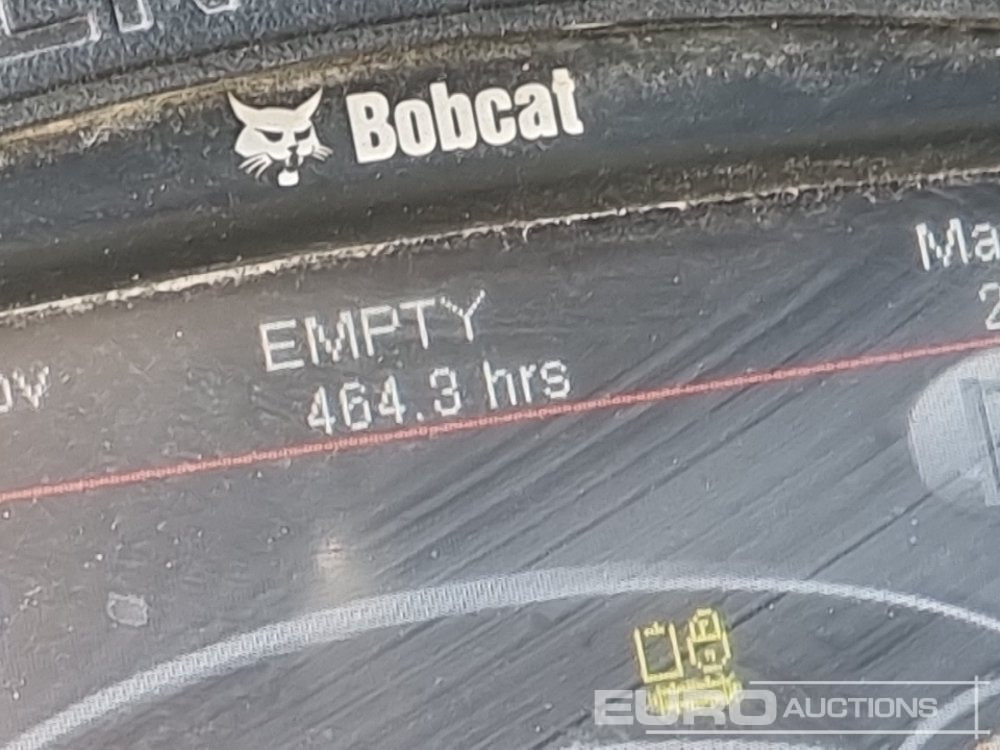 Bobcat
EMPTY
464.3 hrs
EURO AUCTIONS